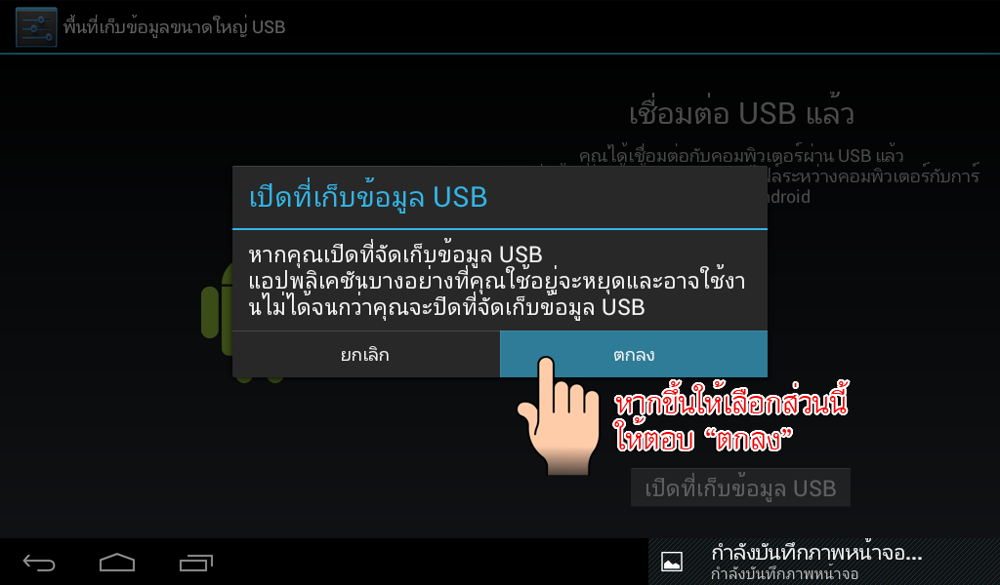 พื้นที่เก็บข้อมูลขนาดใหญ่ USB
เชื่อมต่อ USB แล้ว
คุณได้เชื่อมต่อกับคอมพิวเตอร์ผ่าน USB แล้ว
ฟล์ระหว่างคอมพิวเตอร์กับการ์
ndroid
เปิดที่เก็บข้อมูล USB
หากคุณเปิดที่จัดเก็บข้อมูล USB
แอปพลิเคชันบางอย่างที่คุณใช้อยู่จะหยุดและอาจใช้งา
นไม่ได้จนกว่าคุณจะปิดที่จัดเก็บข้อมูล USB
ยกเลิก
ตกลง
หากขึ้นให้เลือกส่วนนี้
ให้ตอบ “ตกลง”
เปิดที่เก็บข้อมูล USB
กำลังบันทึกภาพหน้าจอ...
กำลังบันทึกภาพหน้าจอ